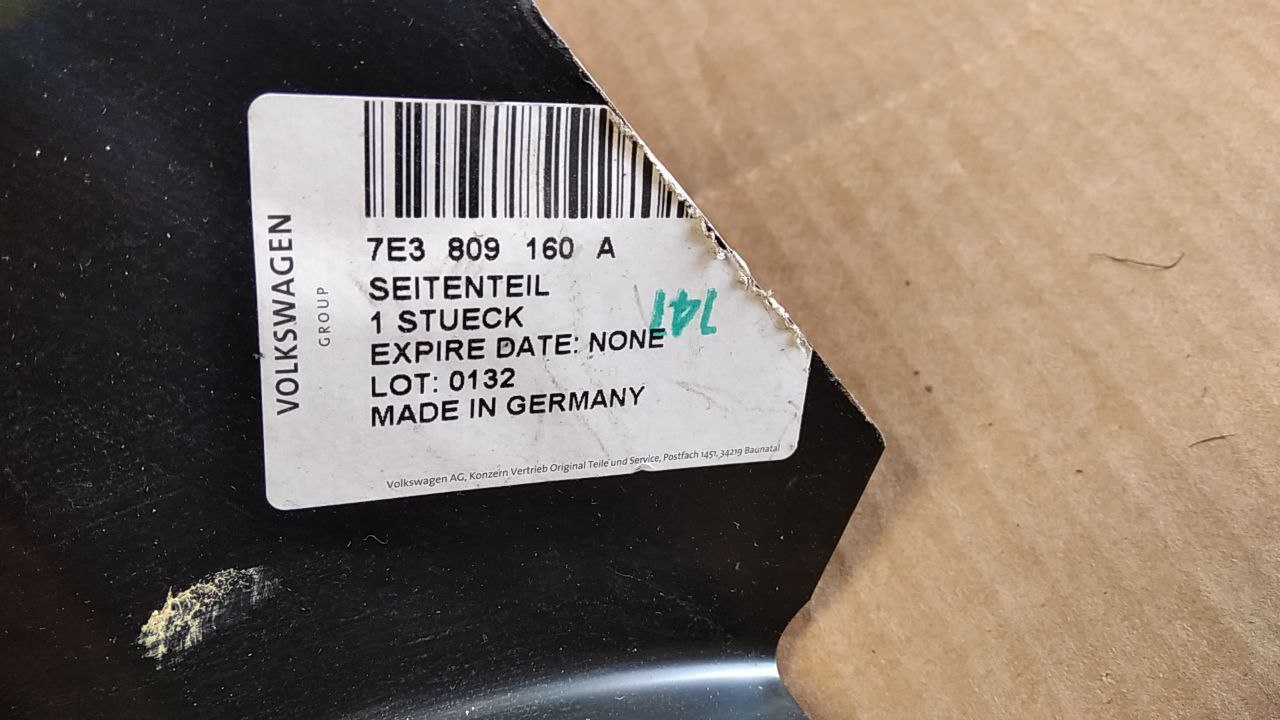 VOLKSWAGEN
GROUP
7E3 809 160 A
SEITENTEIL
1 STUECK
141
EXPIRE DATE: NONE
LOT: 0132
MADE IN GERMANY
Volkswagen AG, Konzern Vertrieb Original Teile und Service, Postfach 1451, 34219 Baunatal